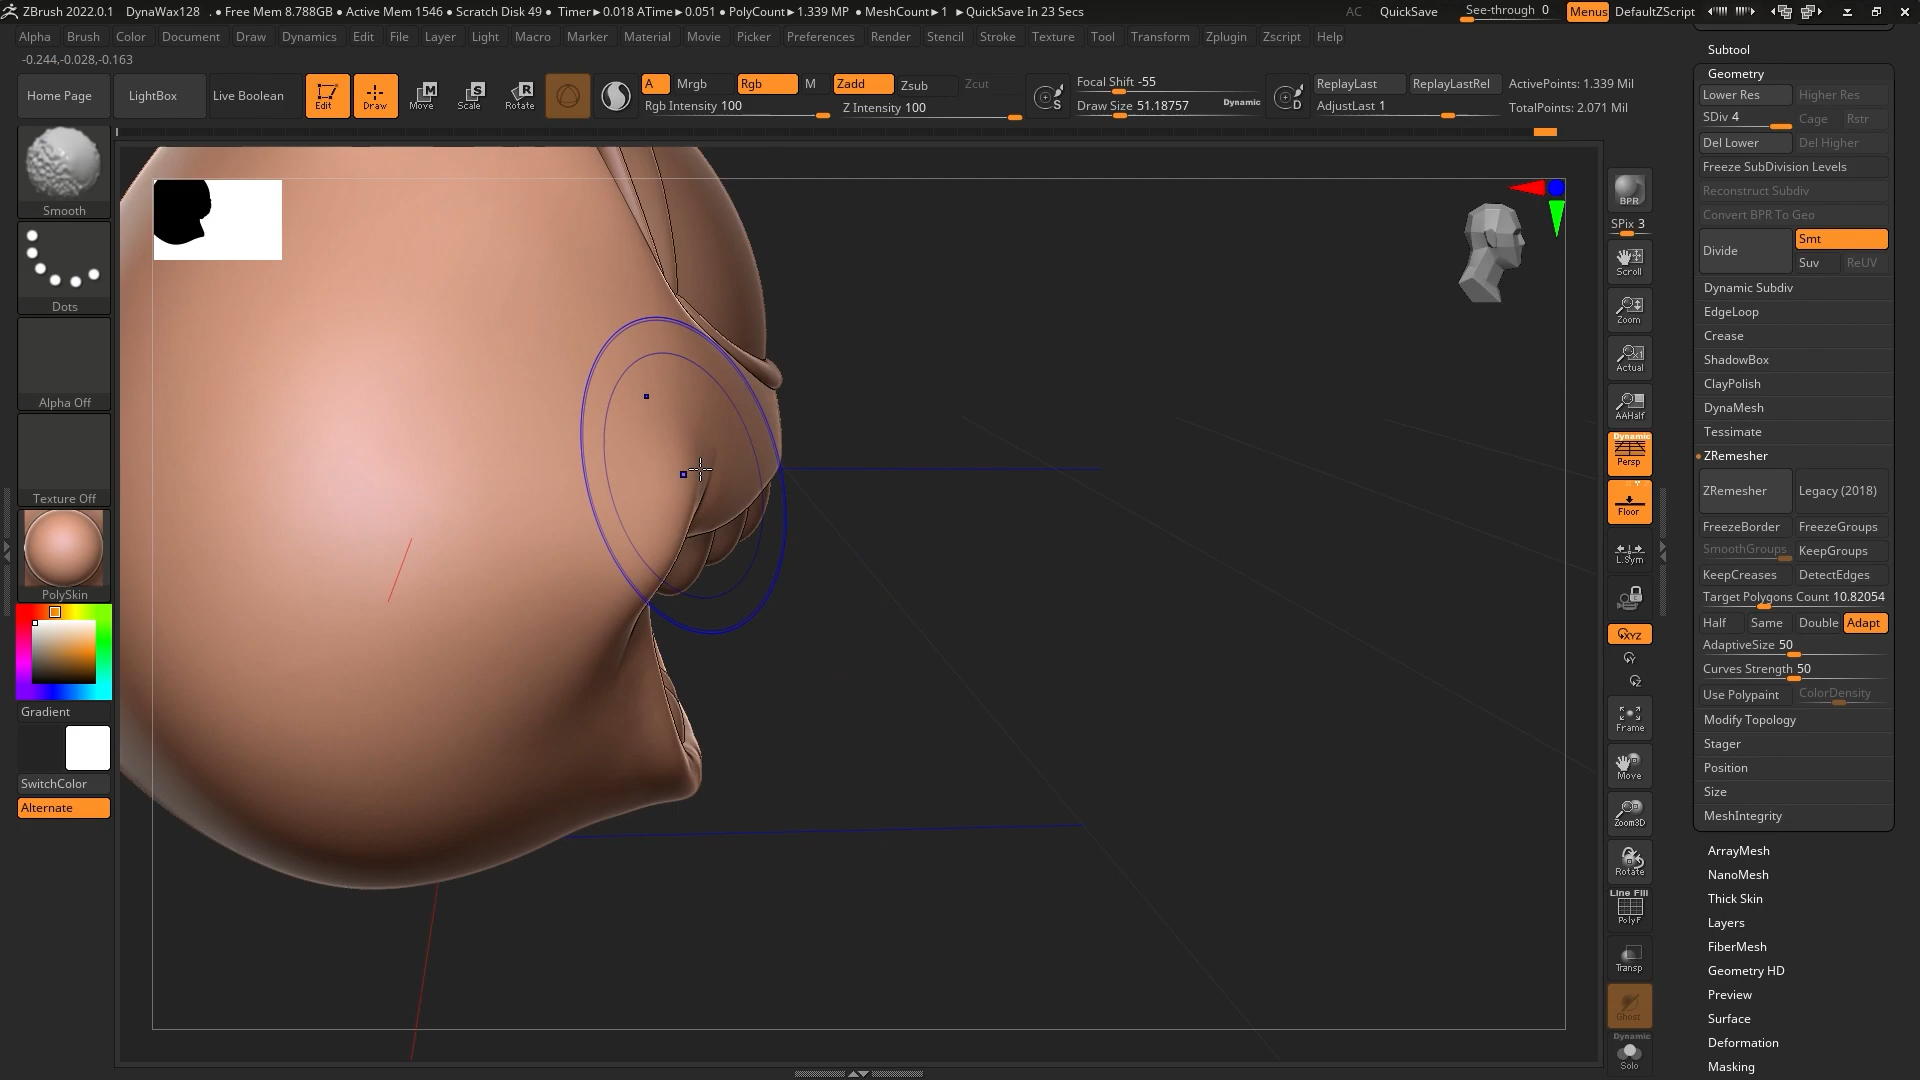 ZBrush 2022.0.1 DynaWax128 . ● Free Mem 8.788GB ● Active Mem 1546 ● Scratch Disk 49 ● Timer►0.018 ATime►0.051 ● PolyCount►1.339 MP ● MeshCount►1 ►QuickSave In 23 Secs AC QuickSave See-through 0 Menus DefaultZScript
Alpha Brush Color Document Draw Dynamics Edit File Layer Light Macro Marker Material Movie Picker Preferences Render Stencil Stroke Texture Tool Transform Zplugin Zscript Help
-0.244,-0.028,-0.163
Home Page LightBox Live Boolean Edit Draw Move Scale Rotate
A Mrgb Rgb M Zadd Zsub Zcut
Rgb Intensity 100 Z Intensity 100
S Focal Shift -55
Draw Size 51.18757 Dynamic
D ReplayLast ReplayLastRel
AdjustLast 1
ActivePoints: 1.339 Mil
TotalPoints: 2.071 Mil
Smooth
Dots
Alpha Off
Texture Off
PolySkin
Gradient
SwitchColor
Alternate
BPR
SPix 3
Scroll
Zoom
Actual
AAHalf
Dynamic
Persp
Floor
L.Sym
XYZ
Y
Z
Frame
Move
Zoom3D
Rotate
Line Fill
PolyF
Transp
Ghost
Dynamic
Solo
Subtool
Geometry
Lower Res Higher Res
SDiv 4 Cage Rstr
Del Lower Del Higher
Freeze SubDivision Levels
Reconstruct Subdiv
Convert BPR To Geo
Divide Smt
Suv ReUV
Dynamic Subdiv
EdgeLoop
Crease
ShadowBox
ClayPolish
DynaMesh
Tessimate
ZRemesher
ZRemesher Legacy (2018)
FreezeBorder FreezeGroups
SmoothGroups KeepGroups
KeepCreases DetectEdges
Target Polygons Count 10.82054
Half Same Double Adapt
AdaptiveSize 50
Curves Strength 50
Use Polypaint ColorDensity
Modify Topology
Stager
Position
Size
MeshIntegrity
ArrayMesh
NanoMesh
Thick Skin
Layers
FiberMesh
Geometry HD
Preview
Surface
Deformation
Masking